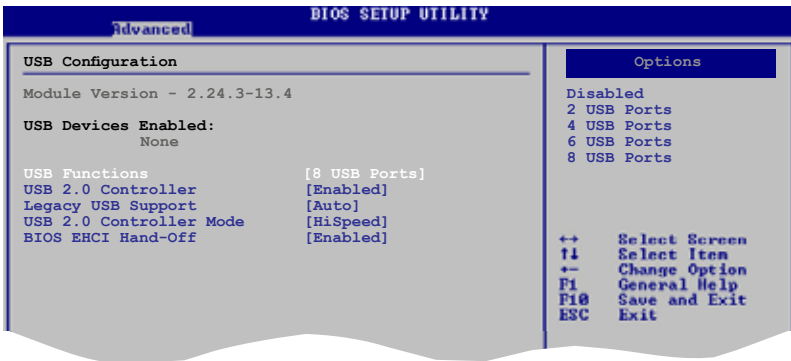 BIOS SETUP UTILITY
Advanced
USB Configuration
Module Version - 2.24.3-13.4
USB Devices Enabled:
None
USB Functions [8 USB Ports]
USB 2.0 Controller [Enabled]
Legacy USB Support [Auto]
USB 2.0 Controller Mode [HiSpeed]
BIOS EHCI Hand-Off [Enabled]
Options
Disabled
2 USB Ports
4 USB Ports
6 USB Ports
8 USB Ports
↔ Select Screen
↑↓ Select Item
+- Change Option
F1 General Help
F10 Save and Exit
ESC Exit